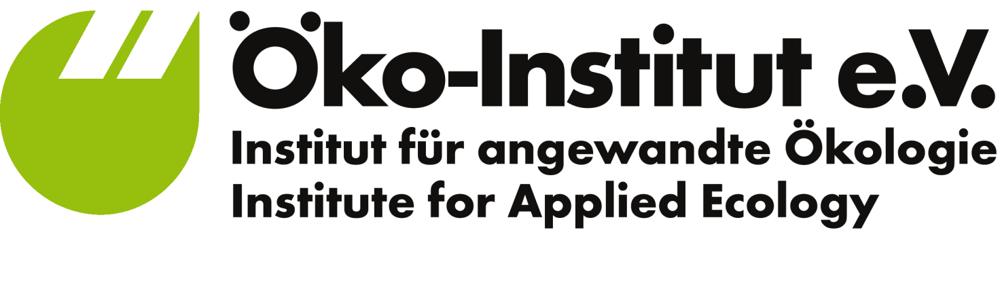 Öko-Institut e.V.
Institut für angewandte Ökologie
Institute for Applied Ecology